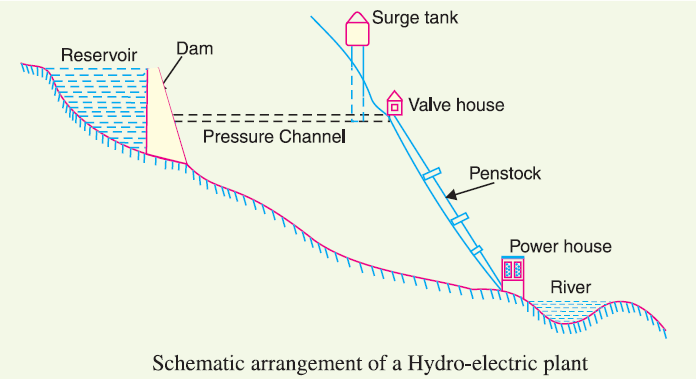 Surge tank
Reservoir
Dam
Valve house
Pressure Channel
Penstock
Power house
River
Schematic arrangement of a Hydro-electric plant